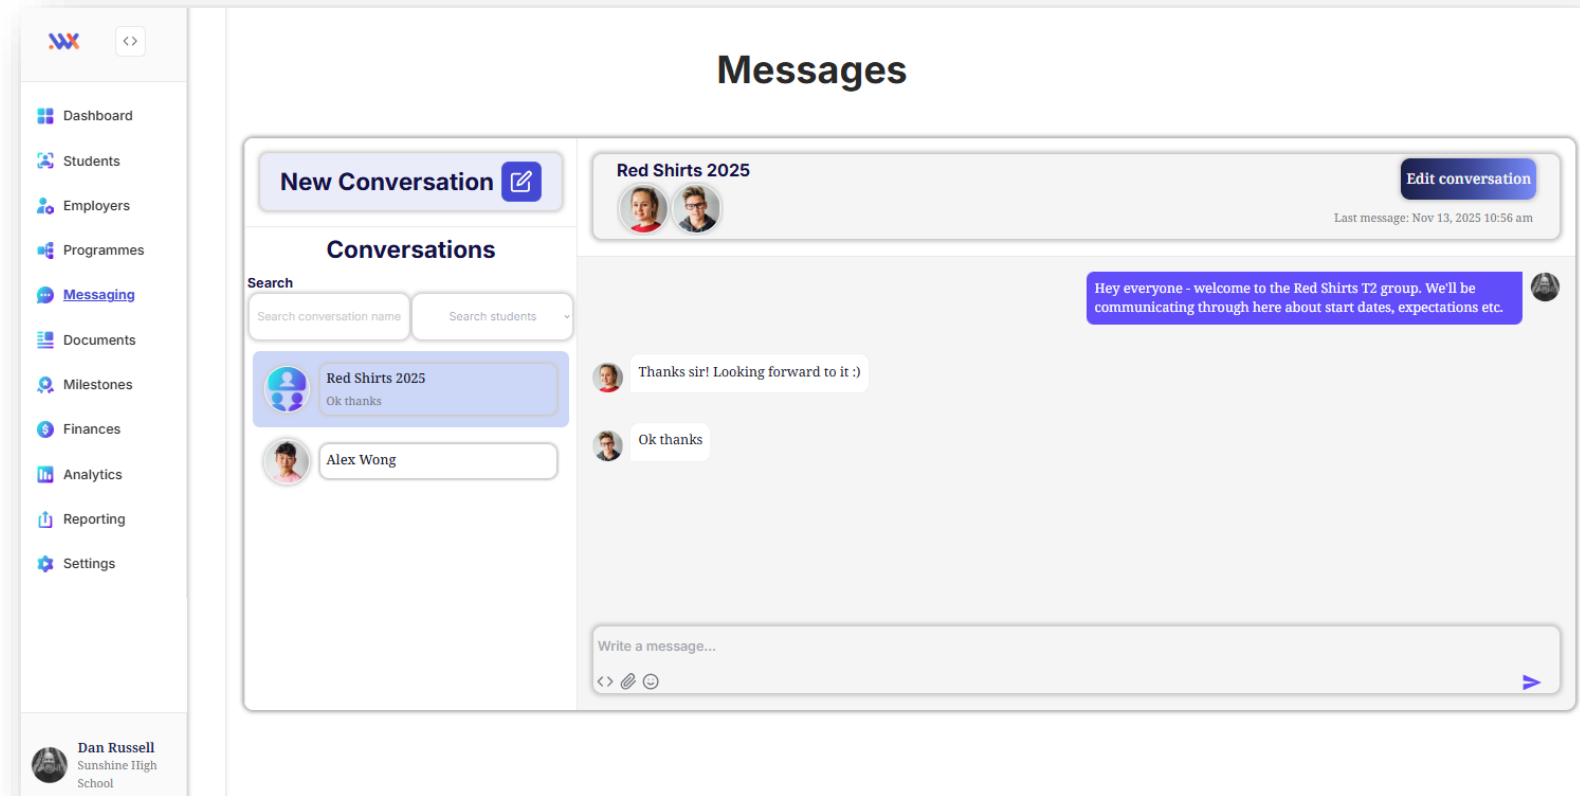 Messages
Dashboard
Students
Employers
Programmes
Messaging
Documents
Milestones
Finances
Analytics
Reporting
Settings
Dan Russell
Sunshine High
School
New Conversation
Conversations
Search
Search conversation name
Search students
Red Shirts 2025
Ok thanks
Alex Wong
Red Shirts 2025
Edit conversation
Last message: Nov 13, 2025 10:56 am
Hey everyone - welcome to the Red Shirts T2 group. We'll be
communicating through here about start dates, expectations etc.
Thanks sir! Looking forward to it :)
Ok thanks
Write a message...